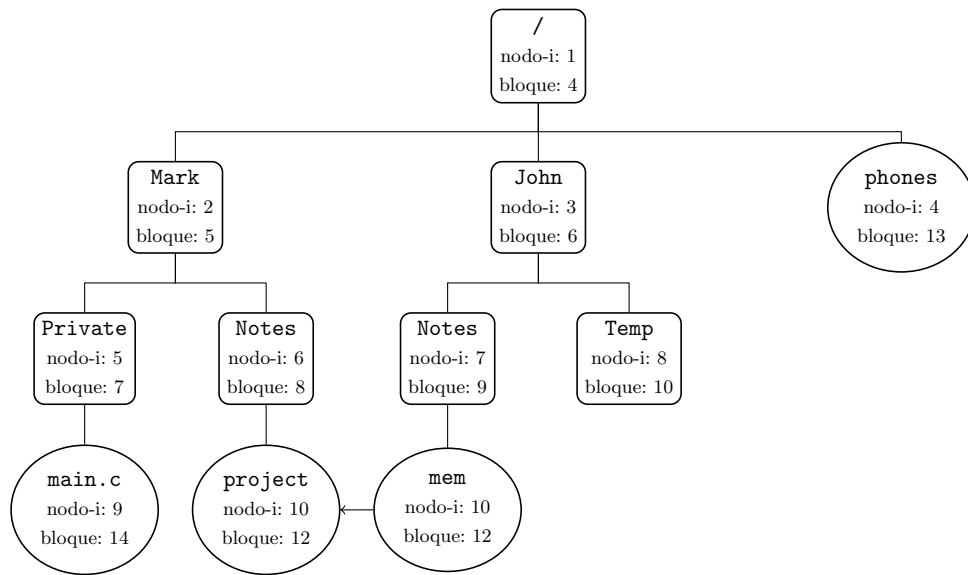 /
nodo-i: 1
bloque: 4
Mark
nodo-i: 2
bloque: 5
John
nodo-i: 3
bloque: 6
phones
nodo-i: 4
bloque: 13
Private
nodo-i: 5
bloque: 7
Notes
nodo-i: 6
bloque: 8
Notes
nodo-i: 7
bloque: 9
Temp
nodo-i: 8
bloque: 10
main.c
nodo-i: 9
bloque: 14
project
nodo-i: 10
bloque: 12
mem
nodo-i: 10
bloque: 12